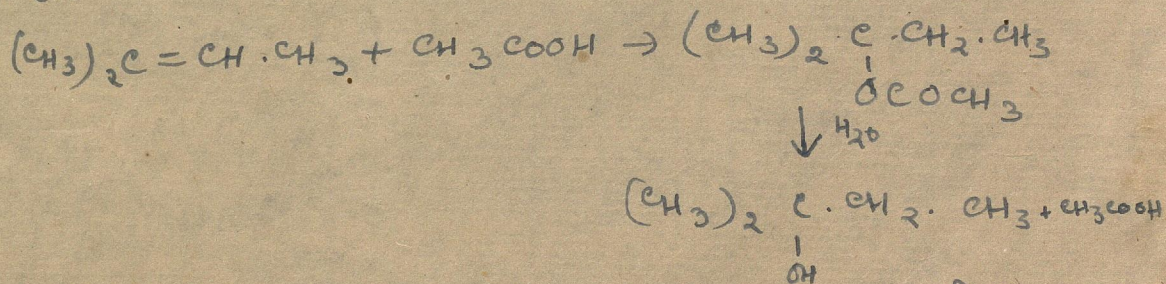 (CH3)2C = CH . CH3 + CH3COOH → (CH3)2 . C . CH2 . CH3
OCOCH3
↓ H2O
(CH3)2 C . CH2 . CH3 + CH3COOH
OH